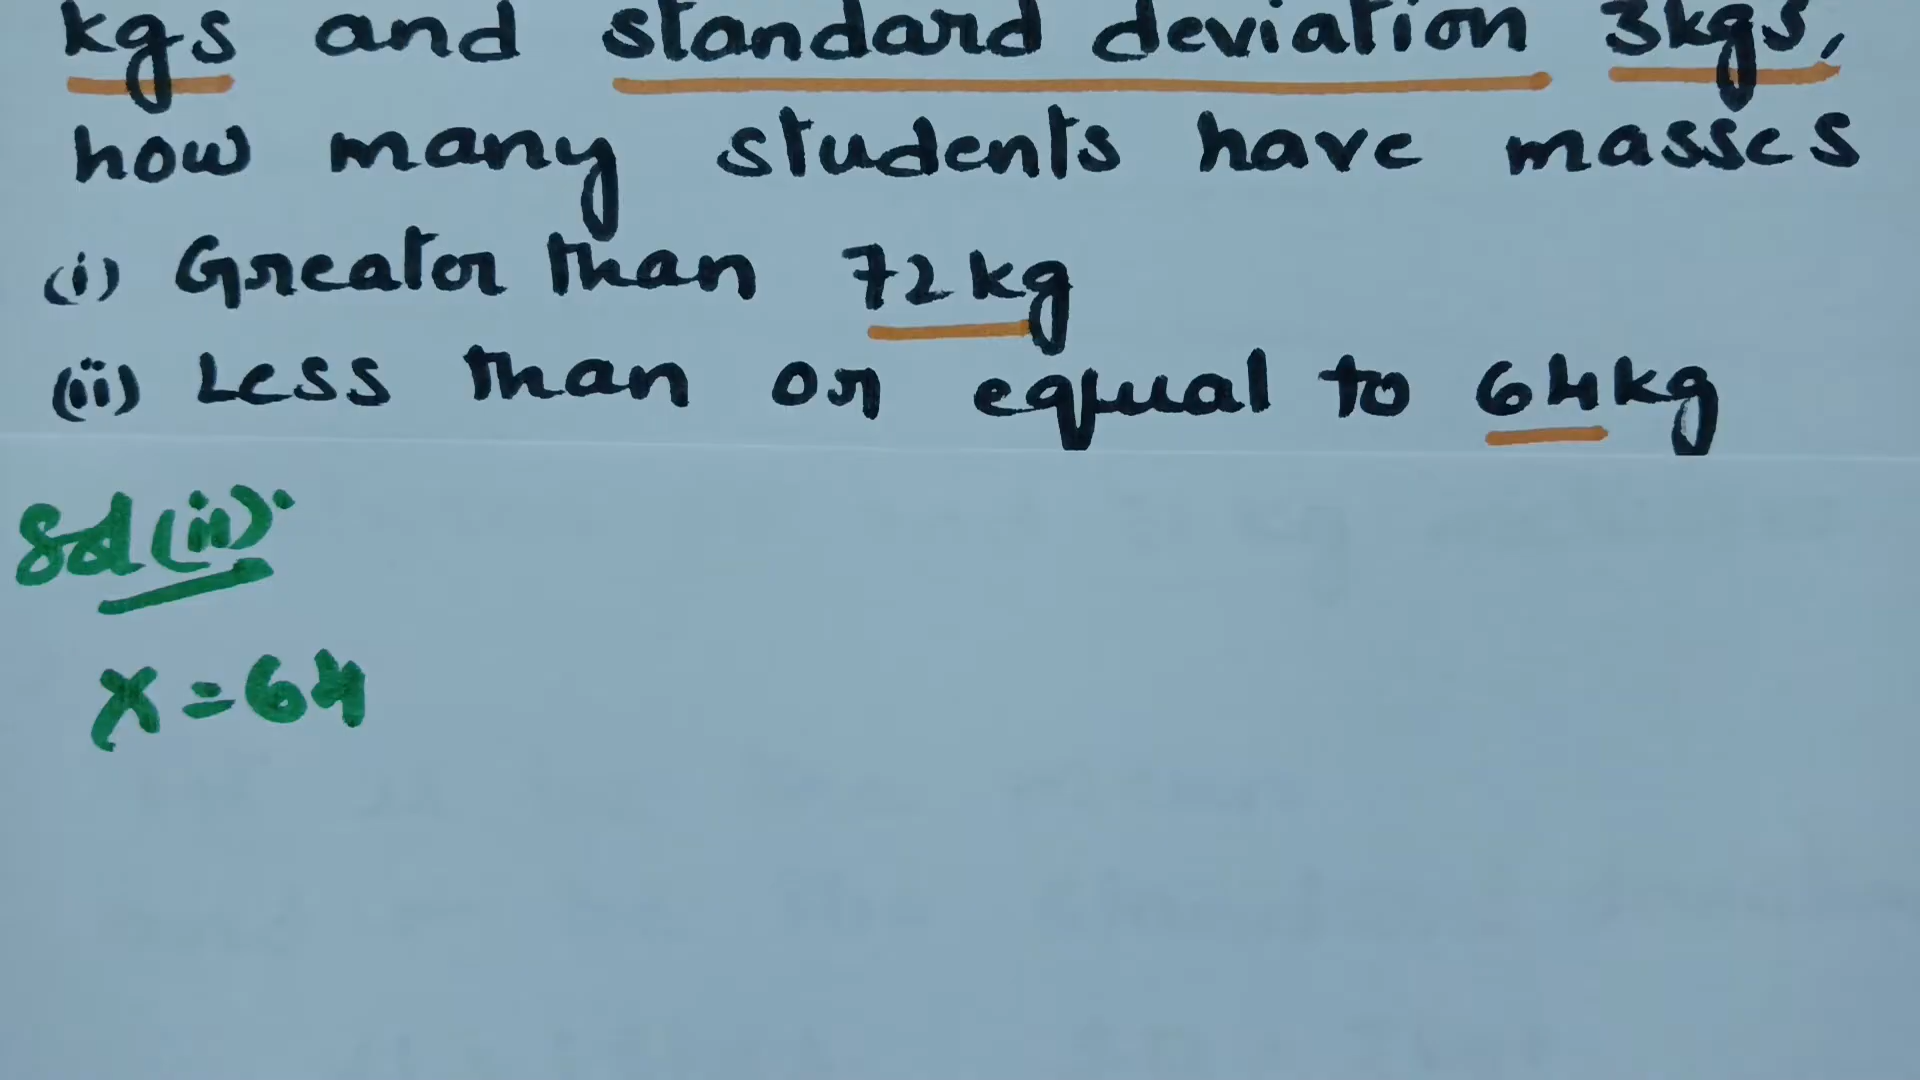 kgs and standard deviation 3kgs,
how many students have masses
(i) Greater than 72kg
(ii) Less than or equal to 64kg
Sol(ii):
x=64